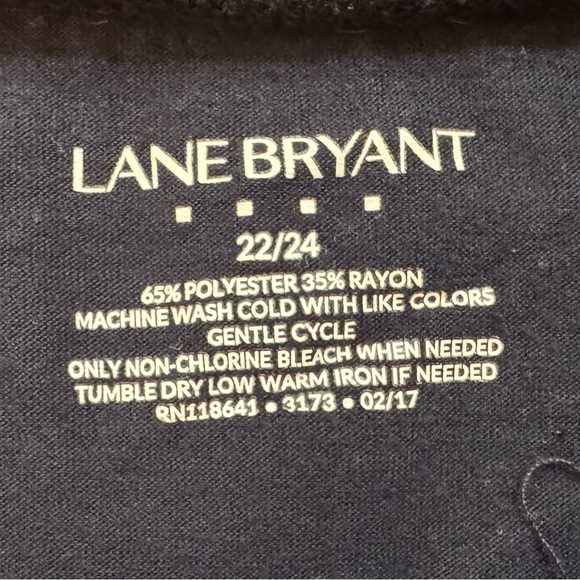 LANE BRYANT
22/24
65% POLYESTER 35% RAYON
MACHINE WASH COLD WITH LIKE COLORS
GENTLE CYCLE
ONLY NON-CHLORINE BLEACH WHEN NEEDED
TUMBLE DRY LOW WARM IRON IF NEEDED
RN118641 • 3173 • 02/17